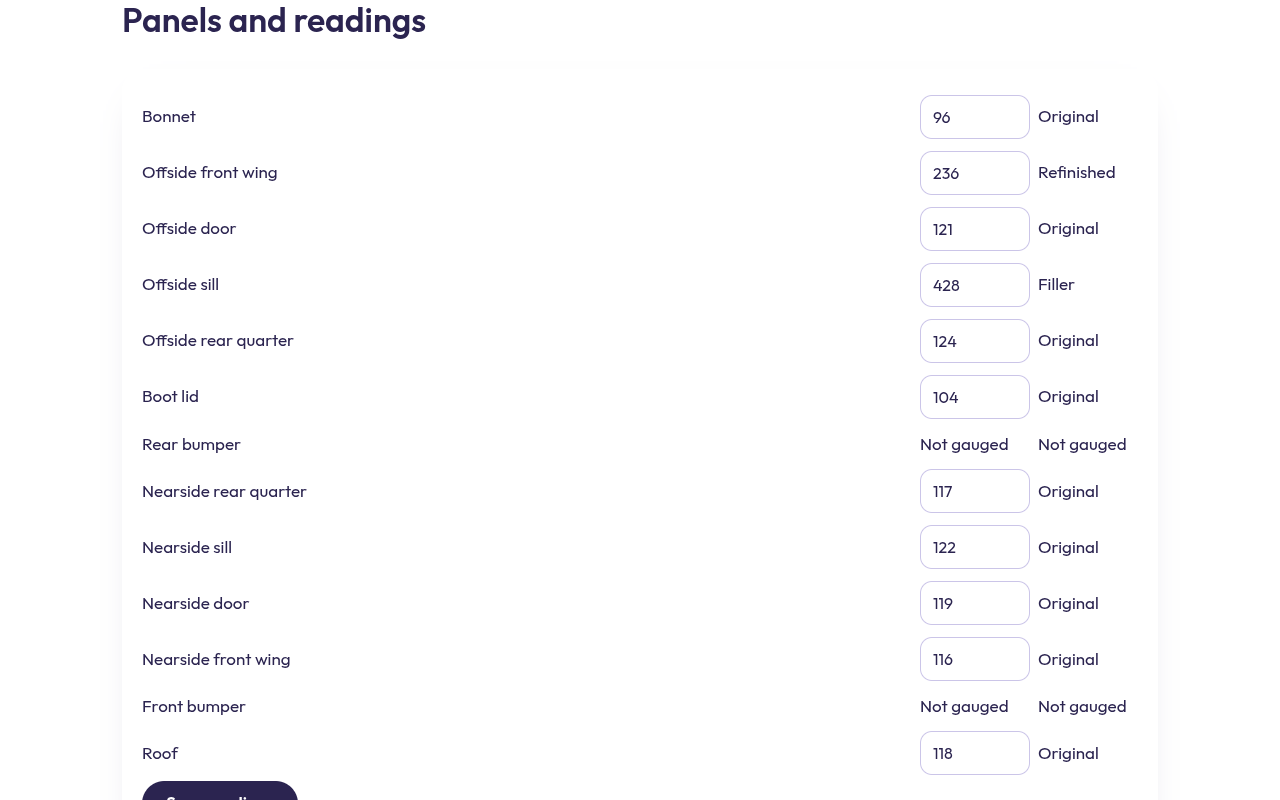 Panels and readings
Bonnet 96 Original
Offside front wing 236 Refinished
Offside door 121 Original
Offside sill 428 Filler
Offside rear quarter 124 Original
Boot lid 104 Original
Rear bumper Not gauged Not gauged
Nearside rear quarter 117 Original
Nearside sill 122 Original
Nearside door 119 Original
Nearside front wing 116 Original
Front bumper Not gauged Not gauged
Roof 118 Original